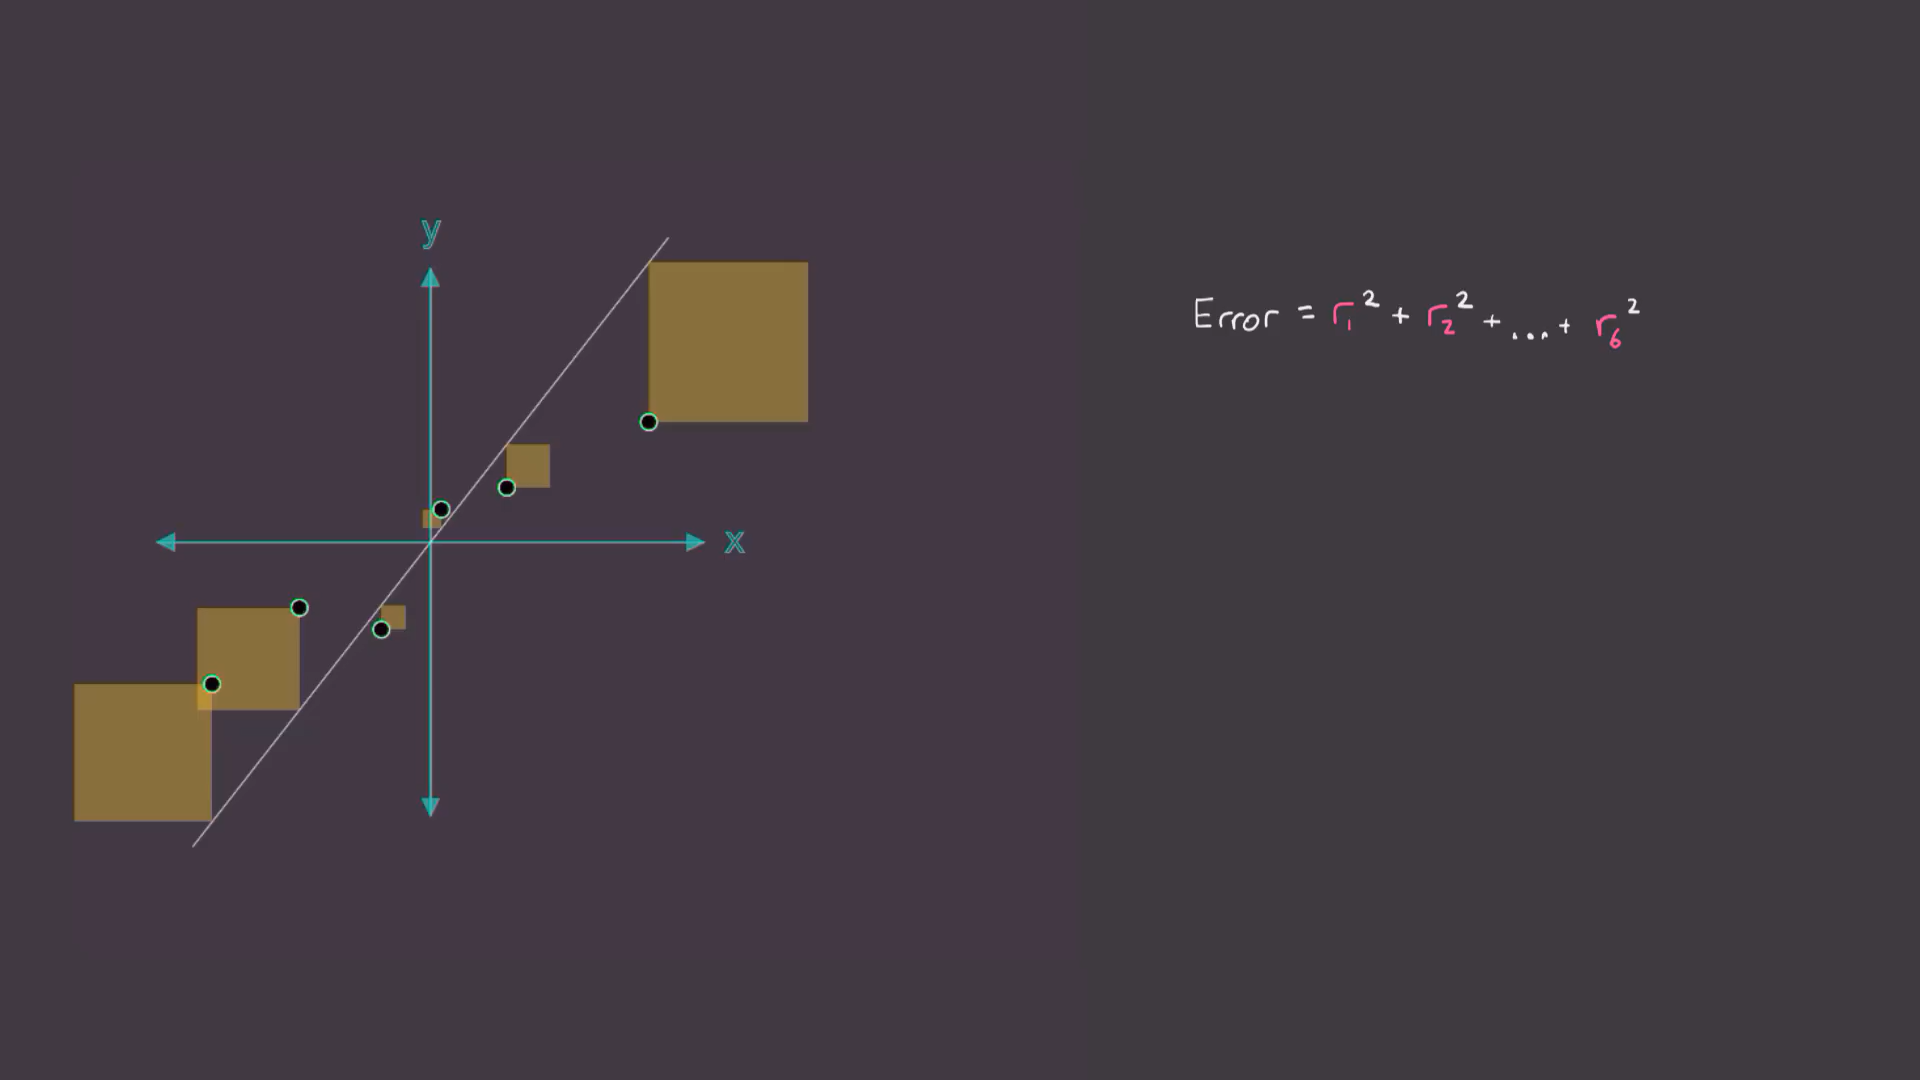 y
Error = r₁² + r₂² + ... + r₆²
x